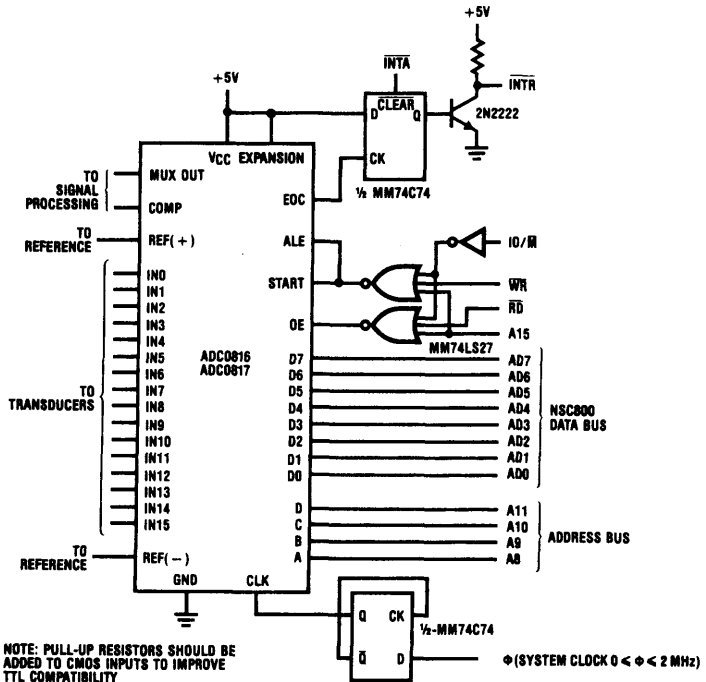 +5V
INTA
INTR
+5V
D CLEAR Q
2N2222
CK
½ MM74C74
VCC EXPANSION
TO SIGNAL PROCESSING
MUX OUT
COMP
EOC
TO REFERENCE
REF(+)
ALE
IO/M
START
WR
RD
OE
A15
MM74LS27
IN0
IN1
IN2
IN3
IN4
IN5
IN6
IN7
IN8
IN9
IN10
IN11
IN12
IN13
IN14
IN15
TO TRANSDUCERS
ADC0816
ADC0817
D7 AD7
D6 AD6
D5 AD5
D4 AD4
D3 AD3
D2 AD2
D1 AD1
D0 AD0
NSC800
DATA BUS
D A11
C A10
B A9
A A8
ADDRESS BUS
TO REFERENCE
REF(−)
GND CLK
Q CK
Q D
½-MM74C74
Φ(SYSTEM CLOCK 0 < Φ < 2 MHz)
NOTE: PULL-UP RESISTORS SHOULD BE
ADDED TO CMOS INPUTS TO IMPROVE
TTL COMPATIBILITY